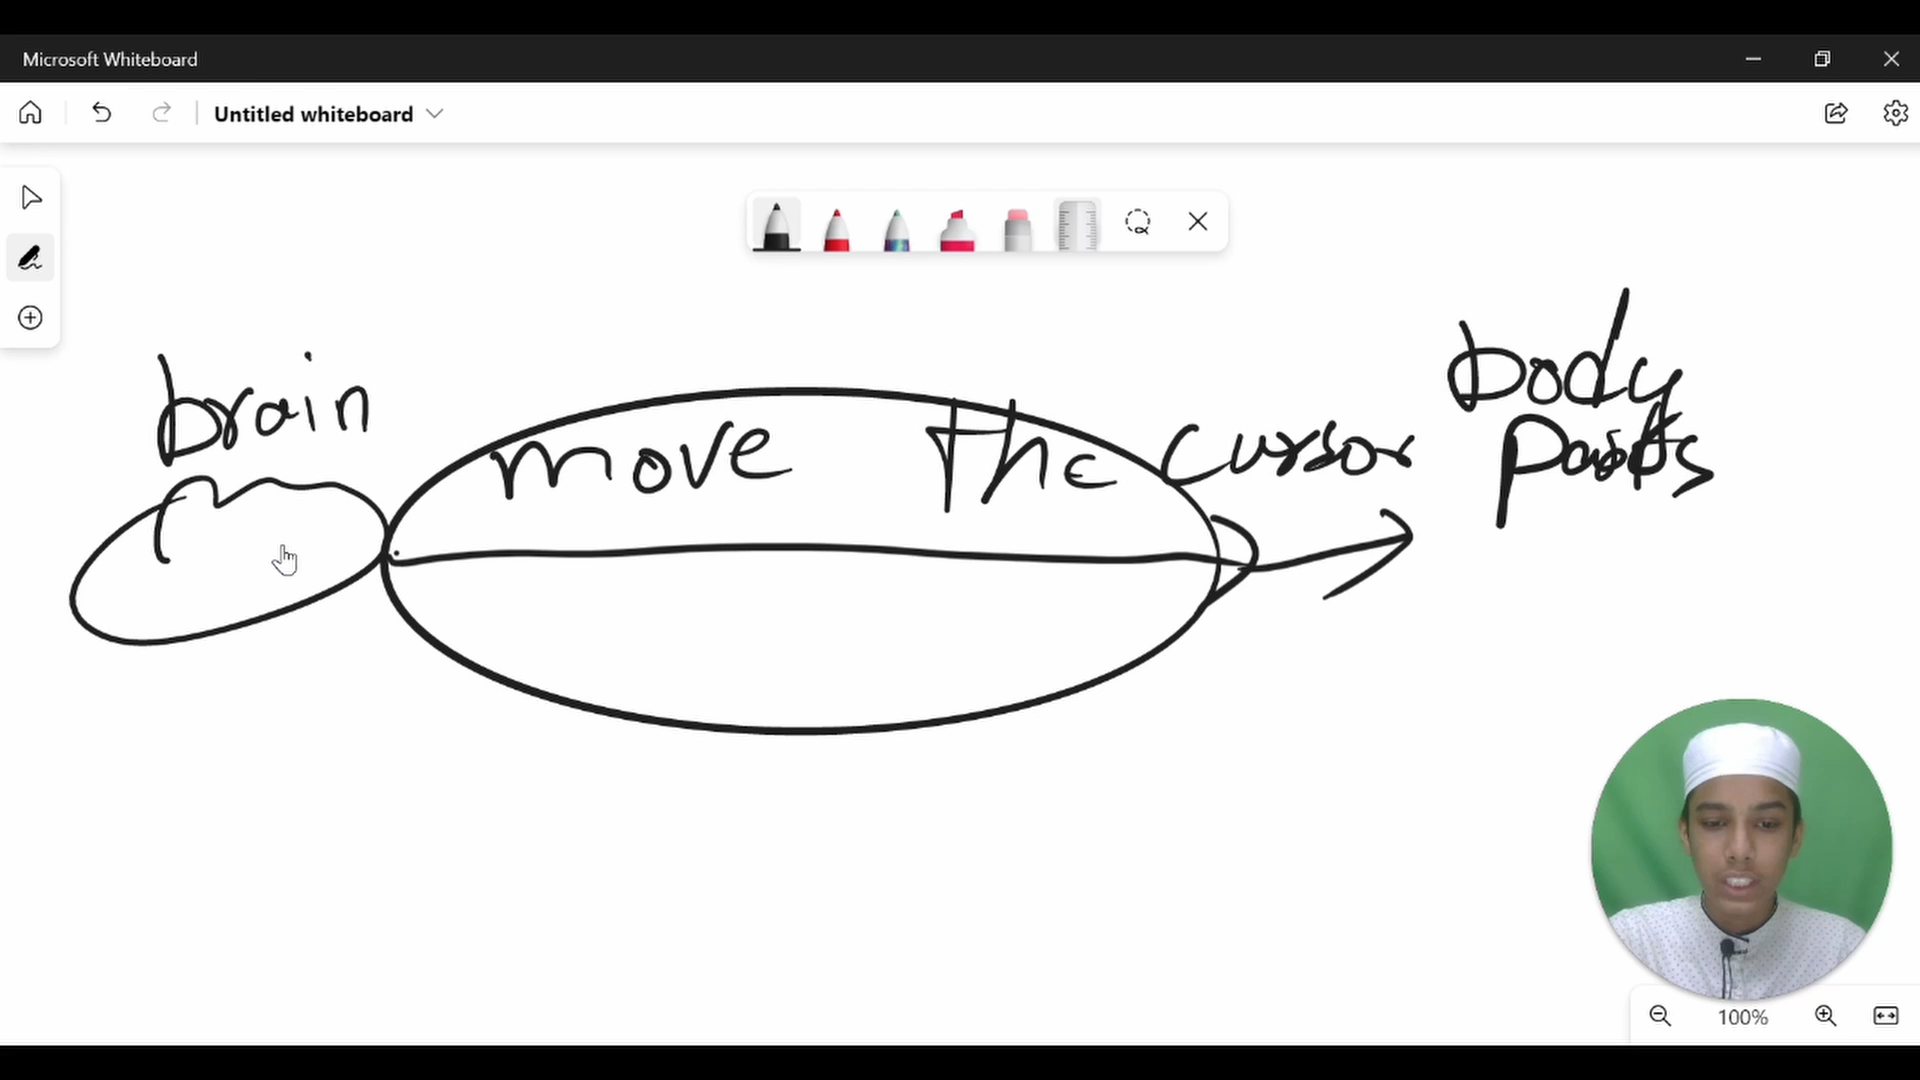 Microsoft Whiteboard
Untitled whiteboard
brain
move the cursor
body
parts
100%